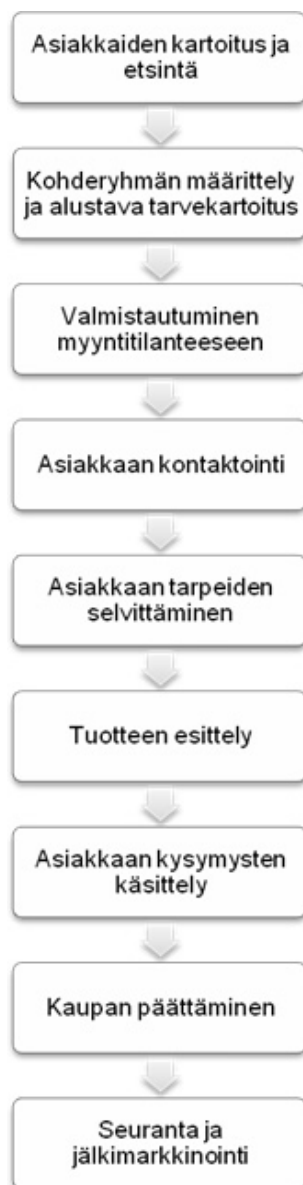 Asiakkaiden kartoitus ja
etsintä
Kohderyhmän määrittely
ja alustava tarvekartoitus
Valmistautuminen
myyntitilanteeseen
Asiakkaan kontaktointi
Asiakkaan tarpeiden
selvittäminen
Tuotteen esittely
Asiakkaan kysymysten
käsittely
Kaupan päättäminen
Seuranta ja
jälkimarkkinointi